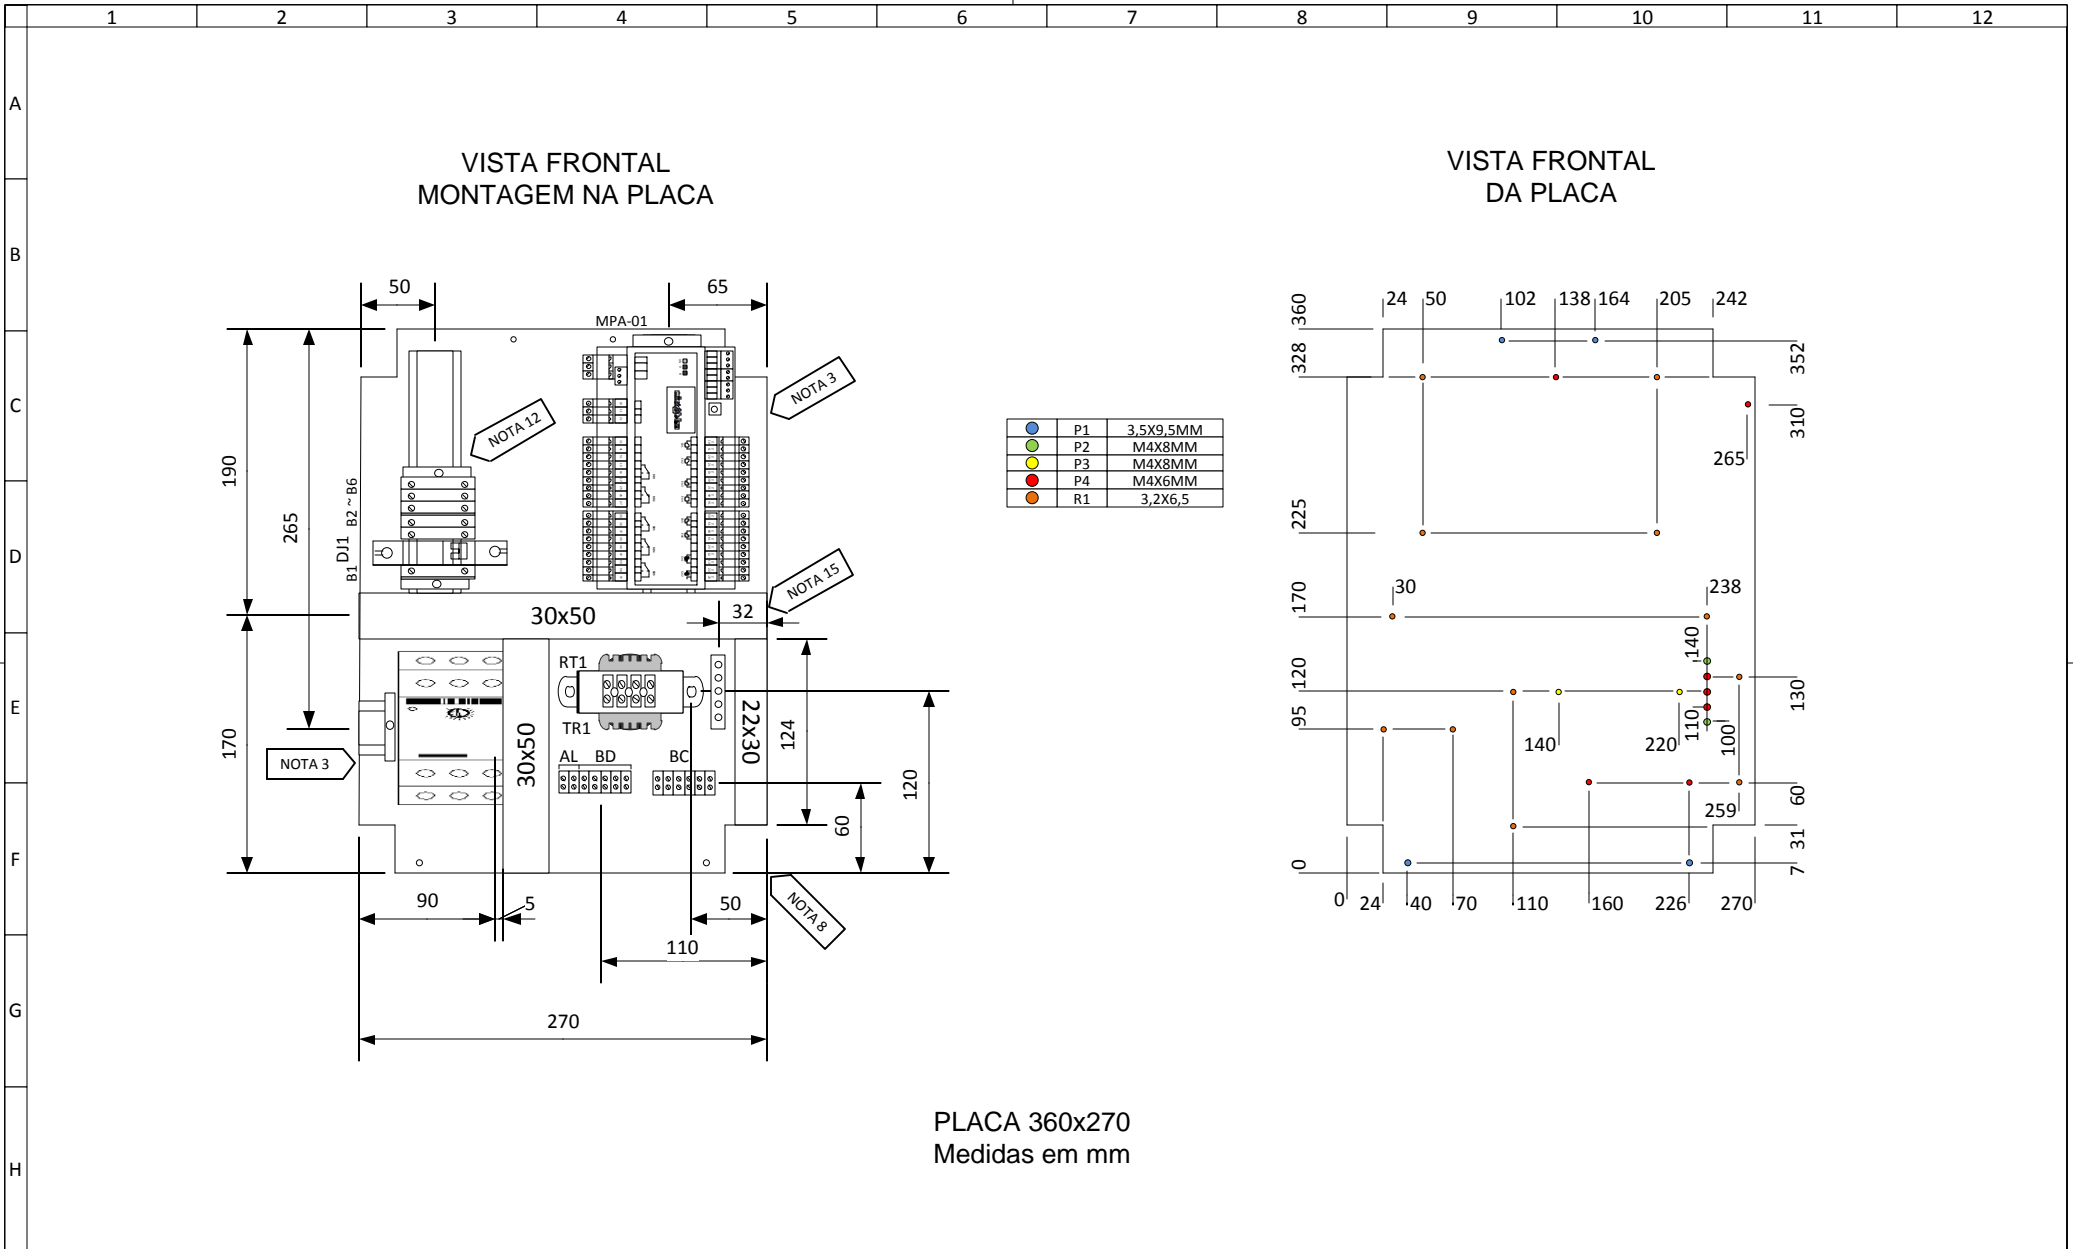 1 2 3 4 5 6 7 8 9 10 11 12
A
B
C
D
E
F
G
H
VISTA FRONTAL
MONTAGEM NA PLACA
50
65
MPA-01
NOTA 3
NOTA 12
190
265
B1 DJ1 B2 ~ B6
NOTA 15
30x50
32
RT1
TR1
30x50
22x30
124
AL BD BC
170
NOTA 3
120
60
90
5
50
NOTA 8
110
270
P1 3,5X9,5MM
P2 M4X8MM
P3 M4X8MM
P4 M4X6MM
R1 3,2X6,5
VISTA FRONTAL
DA PLACA
24 50 102 138 164 205 242
360
328
352
310
265
225
30
238
170
140
120
130
95
110
100
140
220
60
259
31
0
7
0 24 40 70 110 160 226 270
PLACA 360x270
Medidas em mm